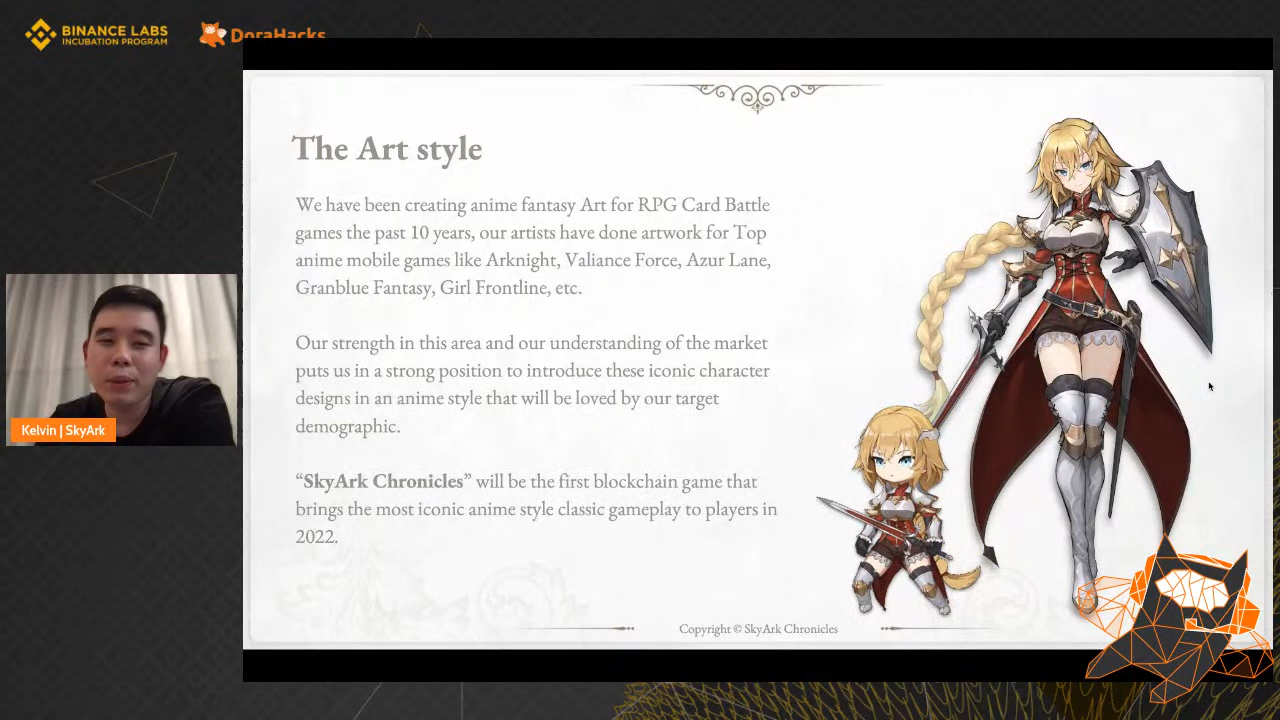 BINANCE LABS
INCUBATION PROGRAM
DoraHacks
The Art style
We have been creating anime fantasy Art for RPG Card Battle
games the past 10 years, our artists have done artwork for Top
anime mobile games like Arknight, Valiance Force, Azur Lane,
Granblue Fantasy, Girl Frontline, etc.
Our strength in this area and our understanding of the market
puts us in a strong position to introduce these iconic character
designs in an anime style that will be loved by our target
demographic.
“SkyArk Chronicles” will be the first blockchain game that
brings the most iconic anime style classic gameplay to players in
2022.
Kelvin | SkyArk
Copyright © SkyArk Chronicles